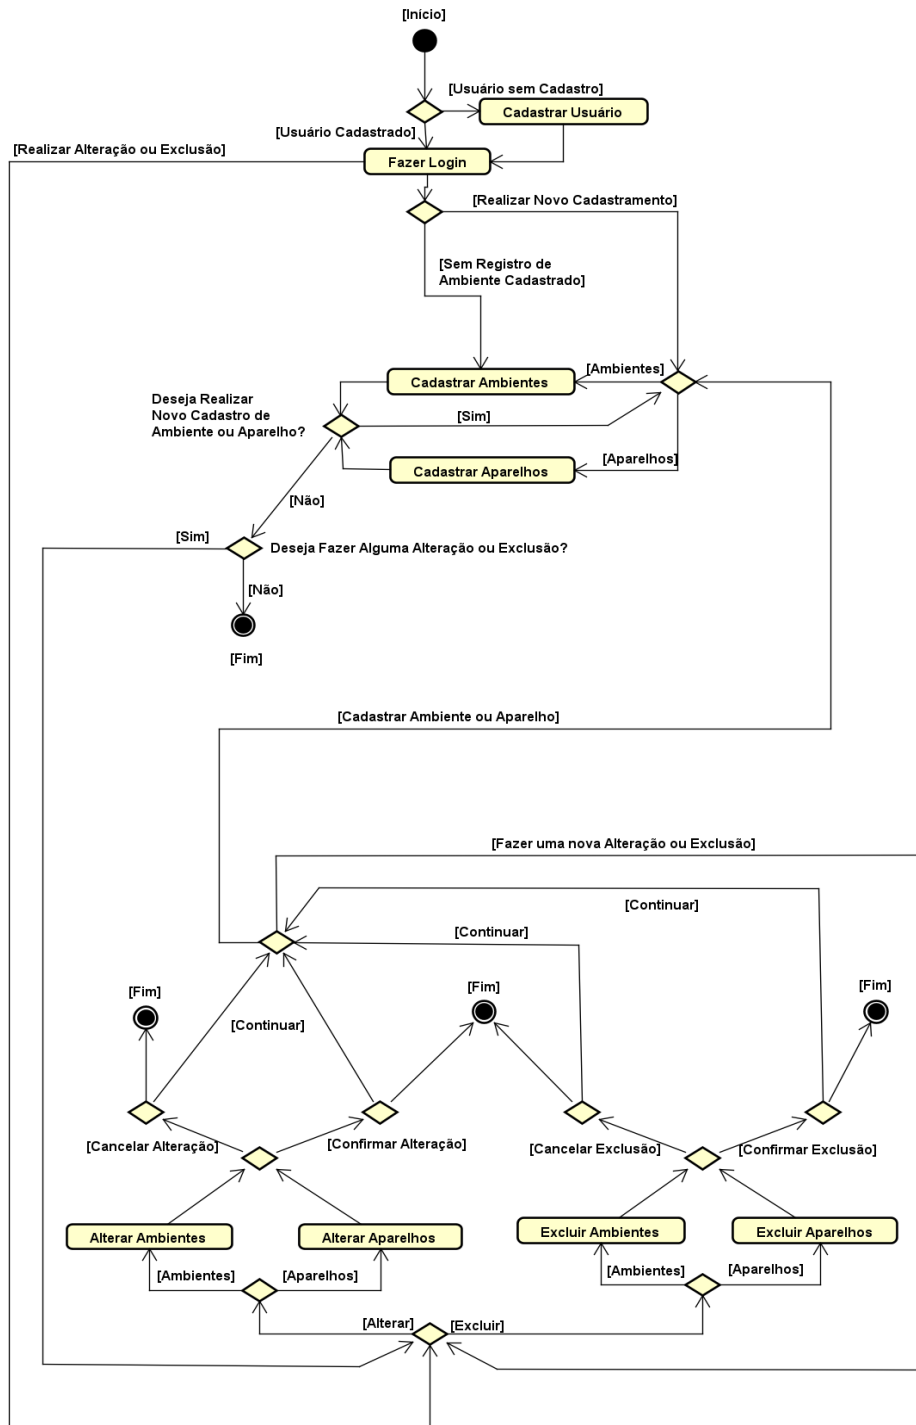 [Início]
[Usuário sem Cadastro]
Cadastrar Usuário
[Usuário Cadastrado]
[Realizar Alteração ou Exclusão]
Fazer Login
[Realizar Novo Cadastramento]
[Sem Registro de
Ambiente Cadastrado]
[Ambientes]
Cadastrar Ambientes
Deseja Realizar
Novo Cadastro de
Ambiente ou Aparelho?
[Sim]
[Aparelhos]
Cadastrar Aparelhos
[Não]
[Sim]
Deseja Fazer Alguma Alteração ou Exclusão?
[Não]
[Fim]
[Cadastrar Ambiente ou Aparelho]
[Fazer uma nova Alteração ou Exclusão]
[Continuar]
[Continuar]
[Fim]
[Fim]
[Fim]
[Continuar]
[Cancelar Alteração]
[Confirmar Alteração]
[Cancelar Exclusão]
[Confirmar Exclusão]
Alterar Ambientes
Alterar Aparelhos
Excluir Ambientes
Excluir Aparelhos
[Ambientes]
[Aparelhos]
[Ambientes]
[Aparelhos]
[Alterar]
[Excluir]